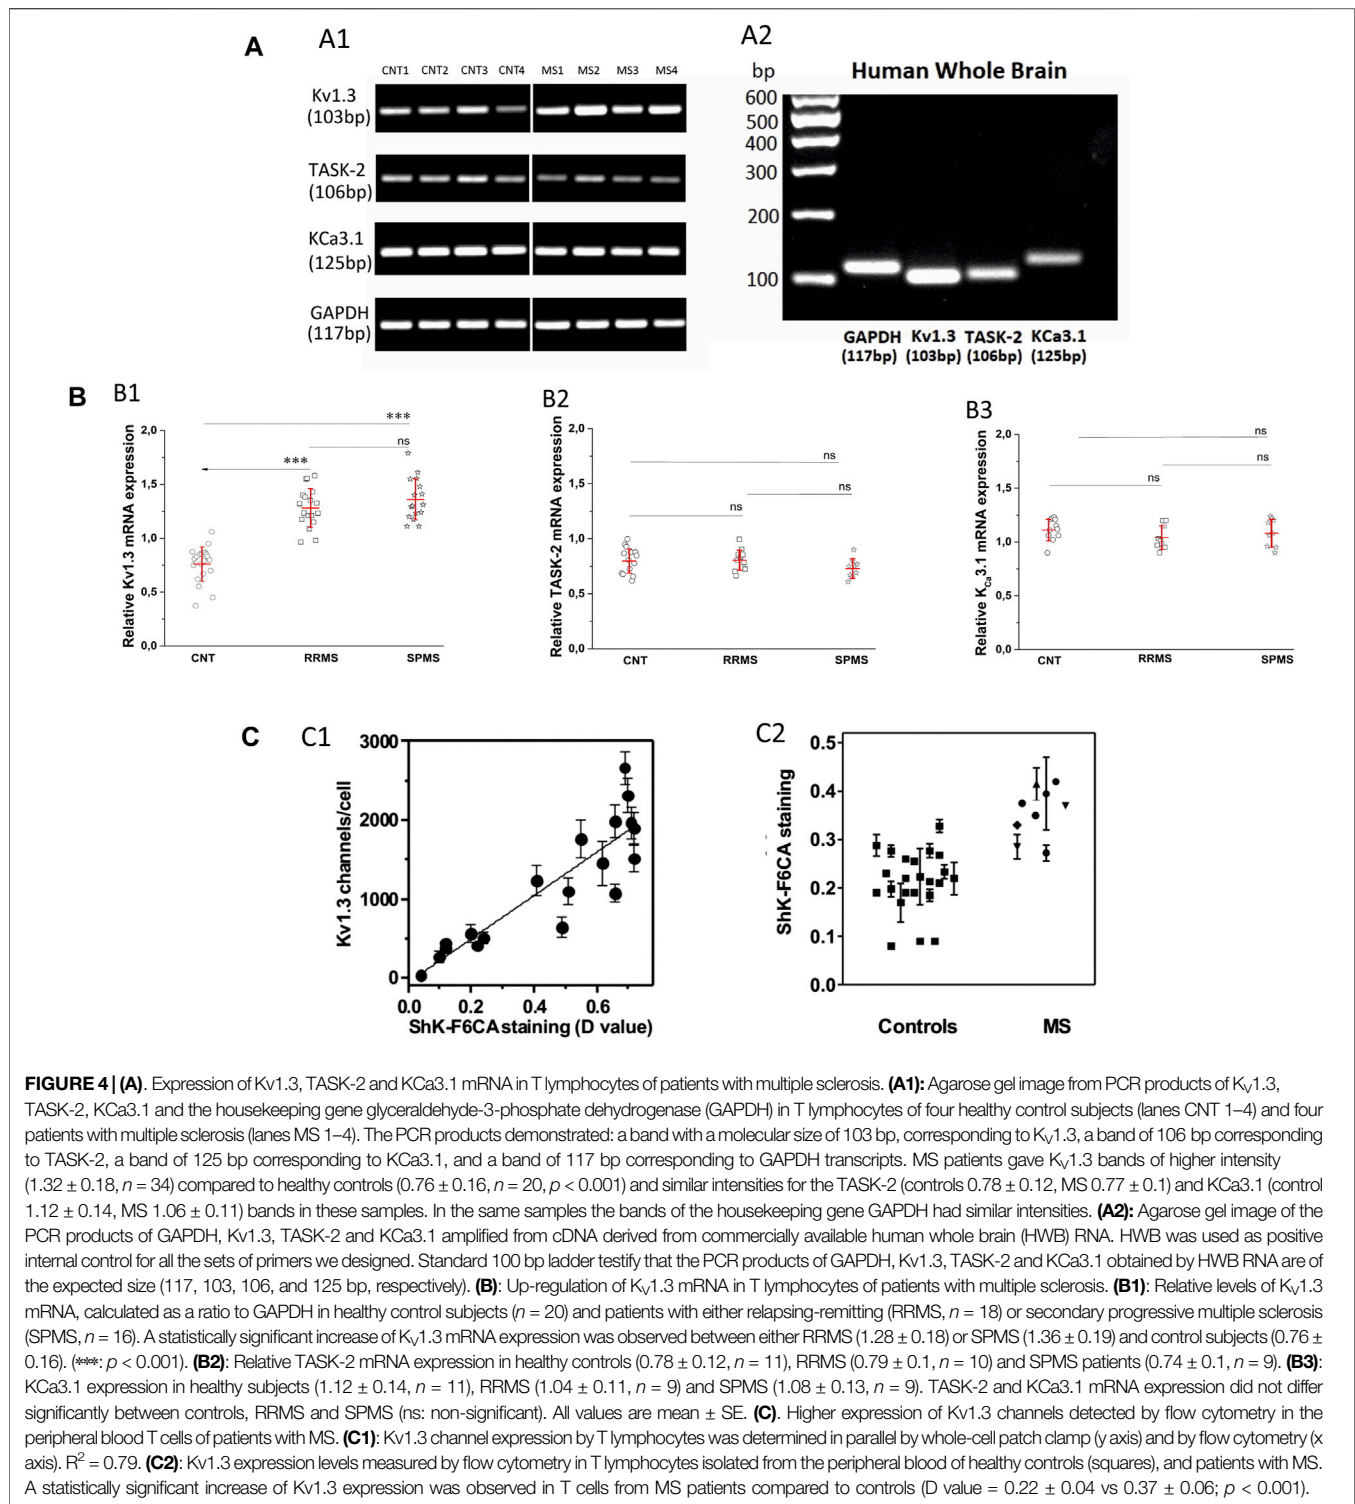 A
A1
CNT1 CNT2 CNT3 CNT4 MS1 MS2 MS3 MS4
Kv1.3
(103bp)
TASK-2
(106bp)
KCa3.1
(125bp)
GAPDH
(117bp)
A2
bp
Human Whole Brain
600
500
400
300
200
100
GAPDH Kv1.3 TASK-2 KCa3.1
(117bp) (103bp) (106bp) (125bp)
B
B1
Relative Kv1.3 mRNA expression
2,0
1,5
1,0
0,5
0,0
***
ns
***
CNT RRMS SPMS
B2
Relative TASK-2 mRNA expression
2,0
1,5
1,0
0,5
0,0
ns
ns
ns
CNT RRMS SPMS
B3
Relative KCa3.1 mRNA expression
2,0
1,5
1,0
0,5
0,0
ns
ns
ns
CNT RRMS SPMS
C
C1
Kv1.3 channels/cell
3000
2000
1000
0
0.0 0.2 0.4 0.6
ShK-F6CA staining (D value)
C2
ShK-F6CA staining
0.5
0.4
0.3
0.2
0.1
0.0
Controls MS
FIGURE 4 | (A). Expression of Kv1.3, TASK-2 and KCa3.1 mRNA in T lymphocytes of patients with multiple sclerosis. (A1): Agarose gel image from PCR products of KV1.3,
TASK-2, KCa3.1 and the housekeeping gene glyceraldehyde-3-phosphate dehydrogenase (GAPDH) in T lymphocytes of four healthy control subjects (lanes CNT 1–4) and four
patients with multiple sclerosis (lanes MS 1–4). The PCR products demonstrated: a band with a molecular size of 103 bp, corresponding to KV1.3, a band of 106 bp corresponding
to TASK-2, a band of 125 bp corresponding to KCa3.1, and a band of 117 bp corresponding to GAPDH transcripts. MS patients gave KV1.3 bands of higher intensity
(1.32 ± 0.18, n = 34) compared to healthy controls (0.76 ± 0.16, n = 20, p < 0.001) and similar intensities for the TASK-2 (controls 0.78 ± 0.12, MS 0.77 ± 0.1) and KCa3.1 (control
1.12 ± 0.14, MS 1.06 ± 0.11) bands in these samples. In the same samples the bands of the housekeeping gene GAPDH had similar intensities. (A2): Agarose gel image of the
PCR products of GAPDH, Kv1.3, TASK-2 and KCa3.1 amplified from cDNA derived from commercially available human whole brain (HWB) RNA. HWB was used as positive
internal control for all the sets of primers we designed. Standard 100 bp ladder testify that the PCR products of GAPDH, Kv1.3, TASK-2 and KCa3.1 obtained by HWB RNA are of
the expected size (117, 103, 106, and 125 bp, respectively). (B): Up-regulation of KV1.3 mRNA in T lymphocytes of patients with multiple sclerosis. (B1): Relative levels of KV1.3
mRNA, calculated as a ratio to GAPDH in healthy control subjects (n = 20) and patients with either relapsing-remitting (RRMS, n = 18) or secondary progressive multiple sclerosis
(SPMS, n = 16). A statistically significant increase of KV1.3 mRNA expression was observed between either RRMS (1.28 ± 0.18) or SPMS (1.36 ± 0.19) and control subjects (0.76 ±
0.16). (***: p < 0.001). (B2): Relative TASK-2 mRNA expression in healthy controls (0.78 ± 0.12, n = 11), RRMS (0.79 ± 0.1, n = 10) and SPMS patients (0.74 ± 0.1, n = 9). (B3):
KCa3.1 expression in healthy subjects (1.12 ± 0.14, n = 11), RRMS (1.04 ± 0.11, n = 9) and SPMS (1.08 ± 0.13, n = 9). TASK-2 and KCa3.1 mRNA expression did not differ
significantly between controls, RRMS and SPMS (ns: non-significant). All values are mean ± SE. (C). Higher expression of Kv1.3 channels detected by flow cytometry in the
peripheral blood T cells of patients with MS. (C1): Kv1.3 channel expression by T lymphocytes was determined in parallel by whole-cell patch clamp (y axis) and by flow cytometry (x
axis). R2 = 0.79. (C2): Kv1.3 expression levels measured by flow cytometry in T lymphocytes isolated from the peripheral blood of healthy controls (squares), and patients with MS.
A statistically significant increase of Kv1.3 expression was observed in T cells from MS patients compared to controls (D value = 0.22 ± 0.04 vs 0.37 ± 0.06; p < 0.001).